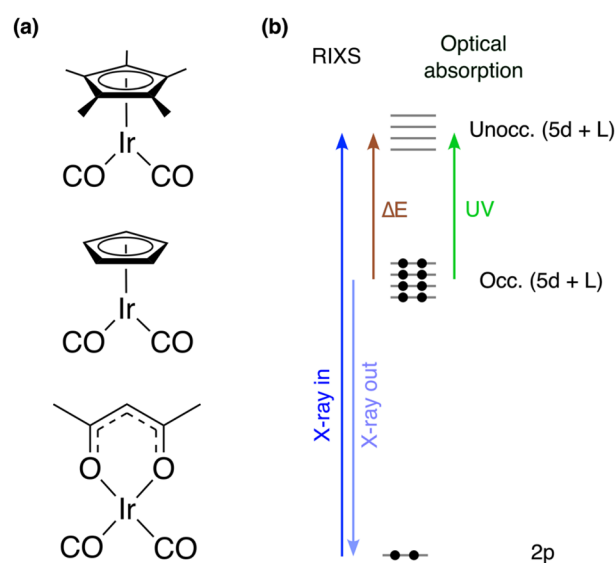 (a)
Ir
CO CO
Ir
CO CO
O O
Ir
CO CO
(b)
RIXS
Optical
absorption
Unocc. (5d + L)
ΔE
UV
Occ. (5d + L)
X-ray in
X-ray out
2p